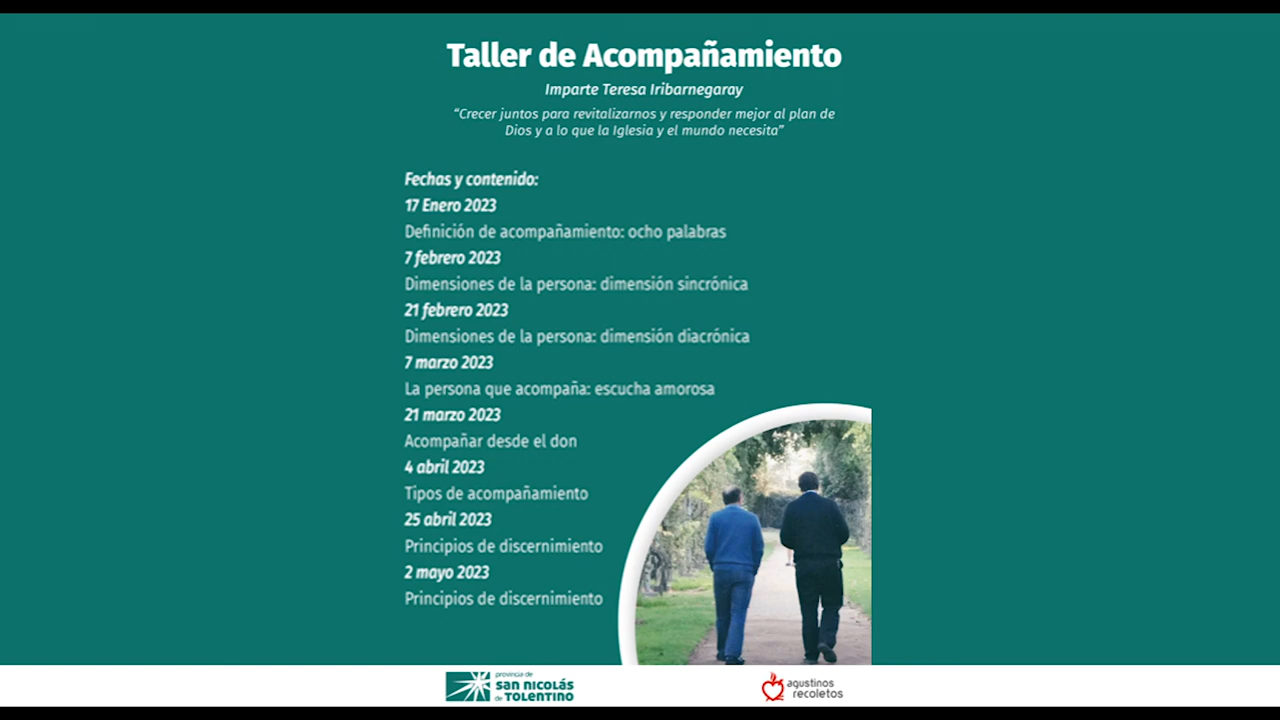 Taller de Acompañamiento
Imparte Teresa Iribarnegaray
“Crecer juntos para revitalizarnos y responder mejor al plan de
Dios y a lo que la Iglesia y el mundo necesita”
Fechas y contenido:
17 Enero 2023
Definición de acompañamiento: ocho palabras
7 febrero 2023
Dimensiones de la persona: dimensión sincrónica
21 febrero 2023
Dimensiones de la persona: dimensión diacrónica
7 marzo 2023
La persona que acompaña: escucha amorosa
21 marzo 2023
Acompañar desde el don
4 abril 2023
Tipos de acompañamiento
25 abril 2023
Principios de discernimiento
2 mayo 2023
Principios de discernimiento
provincia de
SAN NICOLÁS
de TOLENTINO
agustinos
recoletos